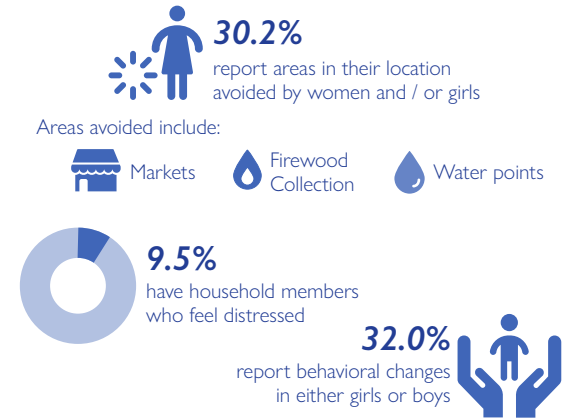 30.2%
report areas in their location
avoided by women and / or girls
Areas avoided include:
Markets
Firewood
Collection
Water points
9.5%
have household members
who feel distressed
32.0%
report behavioral changes
in either girls or boys